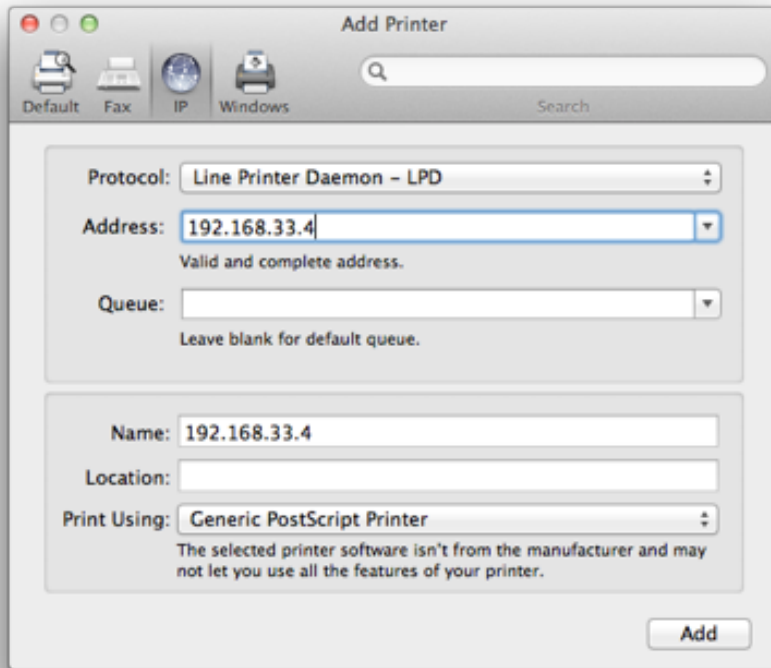 Add Printer
Default Fax IP Windows Search
Protocol: Line Printer Daemon – LPD
Address: 192.168.33.4
Valid and complete address.
Queue:
Leave blank for default queue.
Name: 192.168.33.4
Location:
Print Using: Generic PostScript Printer
The selected printer software isn't from the manufacturer and may
not let you use all the features of your printer.
Add